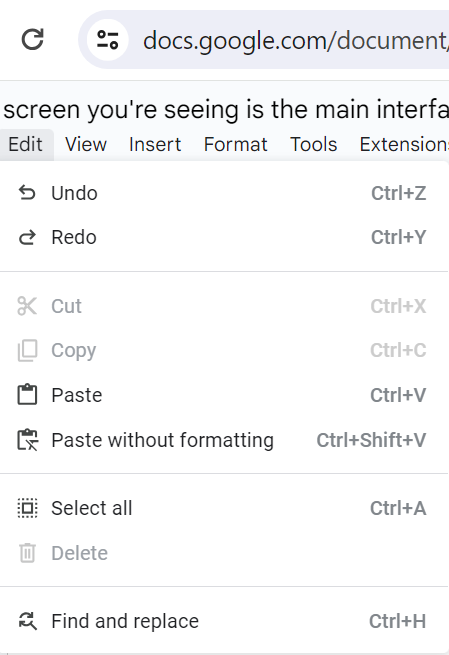 docs.google.com/document/
screen you're seeing is the main interfa
Edit View Insert Format Tools Extension
Undo Ctrl+Z
Redo Ctrl+Y
Cut Ctrl+X
Copy Ctrl+C
Paste Ctrl+V
Paste without formatting Ctrl+Shift+V
Select all Ctrl+A
Delete
Find and replace Ctrl+H